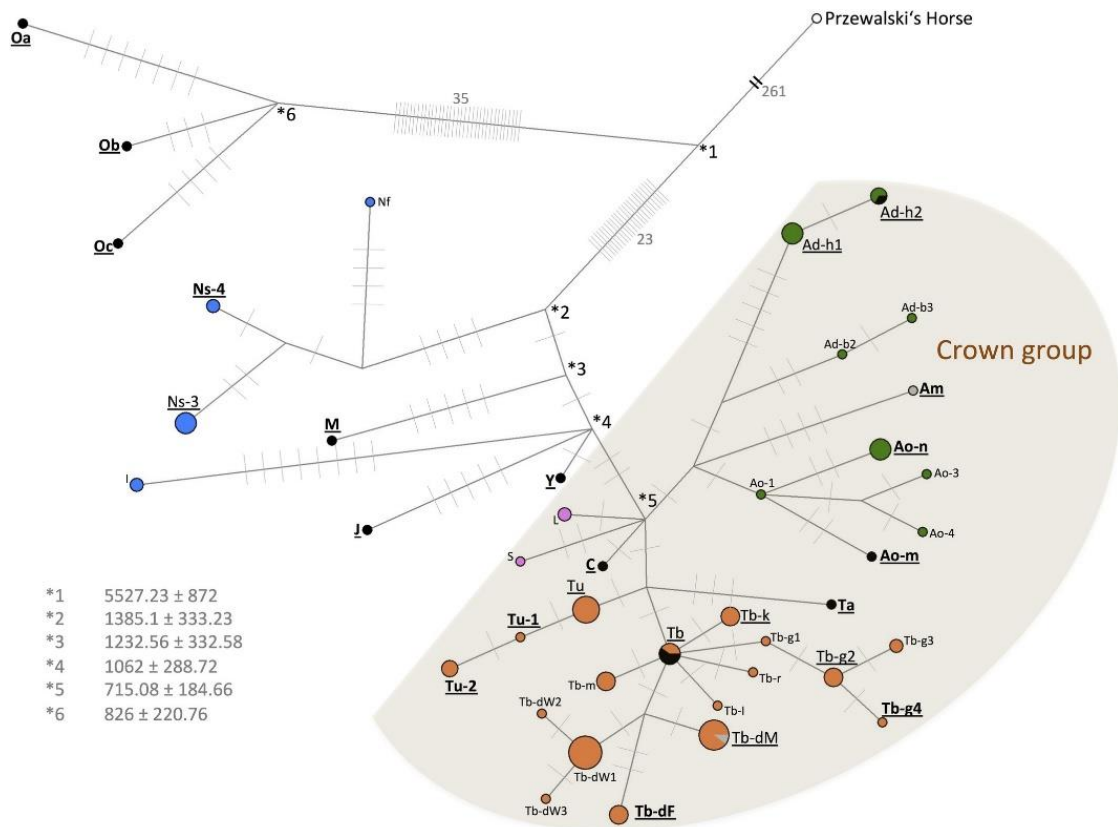 Przewalski's Horse
Oa
261
35
*6
*1
Ob
Nf
Ad-h2
Oc
Ad-h1
23
Ns-4
*2
Ad-b3
Ad-b2
Crown group
*3
Am
Ns-3
M
*4
Ao-n
I
Y
Ao-1
Ao-3
*5
L
J
Ao-4
S
C
Ao-m
Tu
Ta
Tu-1
Tb
Tb-k
Tb-g1
Tb-g3
Tu-2
Tb-m
Tb-r
Tb-g2
Tb-dW2
Tb-l
Tb-g4
Tb-dM
Tb-dW1
Tb-dW3
Tb-dF
*1 5527.23 ± 872
*2 1385.1 ± 333.23
*3 1232.56 ± 332.58
*4 1062 ± 288.72
*5 715.08 ± 184.66
*6 826 ± 220.76